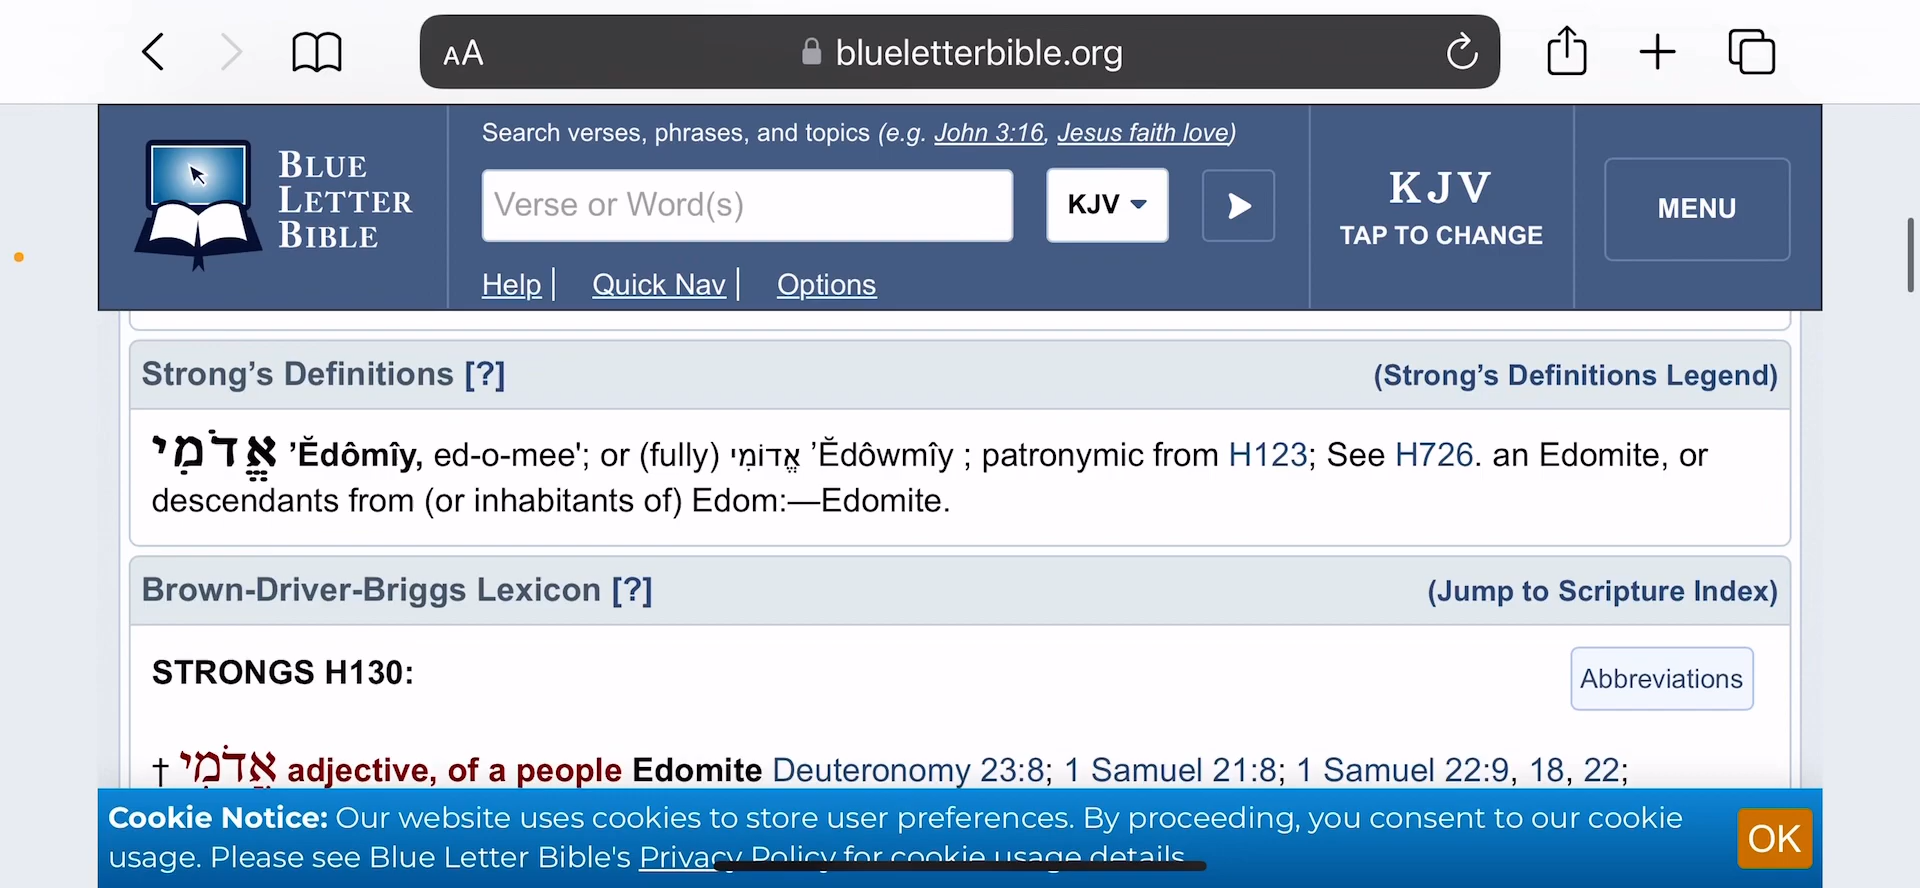 AA blueletterbible.org
Search verses, phrases, and topics (e.g. John 3:16, Jesus faith love)
BLUE
LETTER
BIBLE
Verse or Word(s)
KJV
KJV
TAP TO CHANGE
MENU
Help | Quick Nav | Options
Strong's Definitions [?] (Strong's Definitions Legend)
אֱדֹמִי ʼĔdômîy, ed-o-mee'; or (fully) אֱדוֹמִי ʼĔdôwmîy ; patronymic from H123; See H726. an Edomite, or
descendants from (or inhabitants of) Edom:—Edomite.
Brown-Driver-Briggs Lexicon [?] (Jump to Scripture Index)
STRONGS H130:
Abbreviations
† אֲדֹמִי adjective, of a people Edomite Deuteronomy 23:8; 1 Samuel 21:8; 1 Samuel 22:9, 18, 22;
Cookie Notice: Our website uses cookies to store user preferences. By proceeding, you consent to our cookie
usage. Please see Blue Letter Bible's Privacy Policy for cookie usage details.
OK